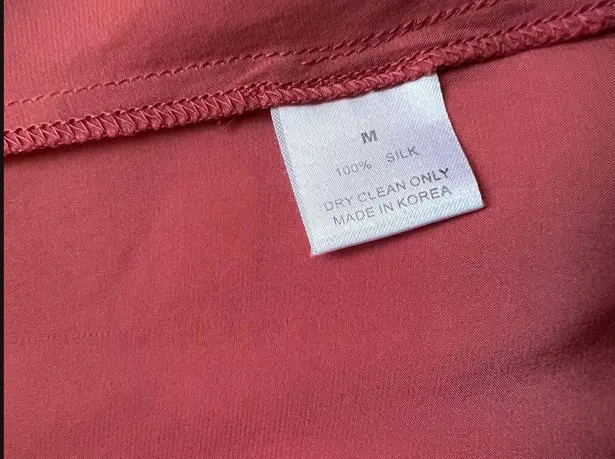 M
100% SILK
DRY CLEAN ONLY
MADE IN KOREA